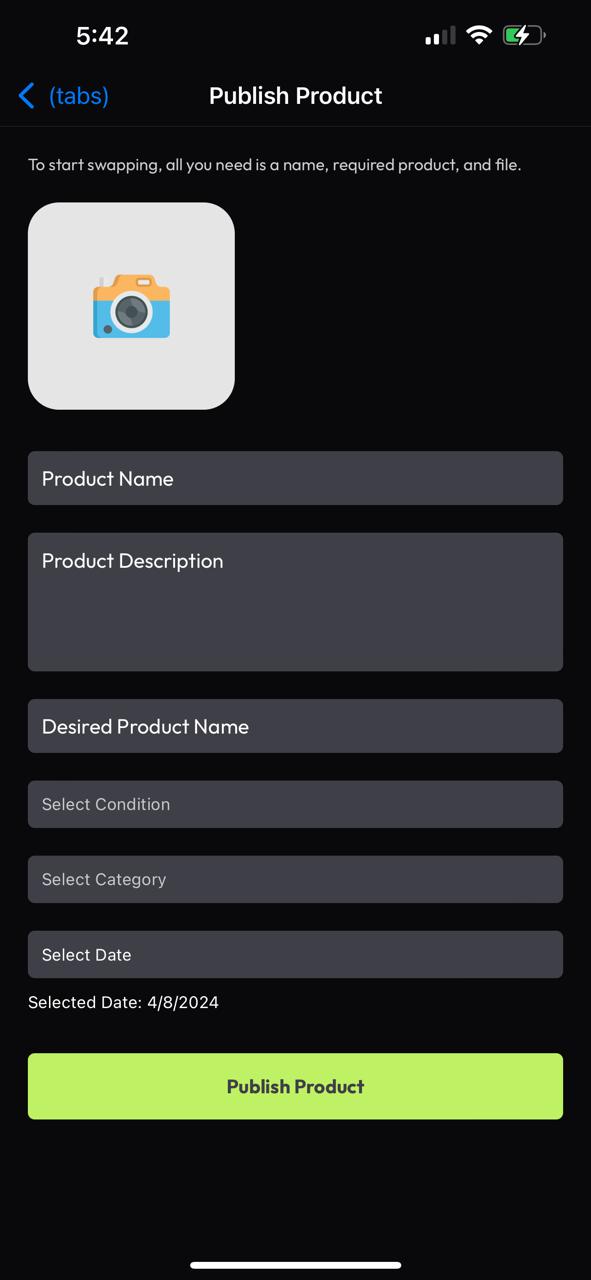 5:42
(tabs)
Publish Product
To start swapping, all you need is a name, required product, and file.
Product Name
Product Description
Desired Product Name
Select Condition
Select Category
Select Date
Selected Date: 4/8/2024
Publish Product